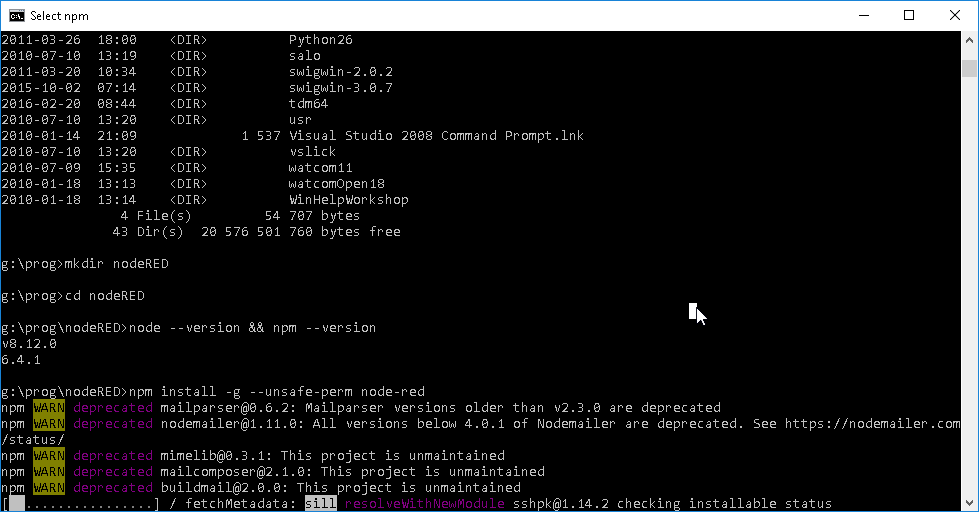 Select npm
2011-03-26  18:00    <DIR>          Python26
2010-07-10  13:19    <DIR>          salo
2011-03-20  10:34    <DIR>          swigwin-2.0.2
2015-10-02  07:14    <DIR>          swigwin-3.0.7
2016-02-20  08:44    <DIR>          tdm64
2010-07-10  13:20    <DIR>          usr
2010-01-14  21:09             1 537 Visual Studio 2008 Command Prompt.lnk
2010-07-10  13:20    <DIR>          vslick
2010-07-09  15:35    <DIR>          watcom11
2010-01-18  13:13    <DIR>          watcomOpen18
2010-01-18  13:14    <DIR>          WinHelpWorkshop
4 File(s)         54 707 bytes
43 Dir(s)  20 576 501 760 bytes free
g:\prog>mkdir nodeRED
g:\prog>cd nodeRED
g:\prog\nodeRED>node --version && npm --version
v8.12.0
6.4.1
g:\prog\nodeRED>npm install -g --unsafe-perm node-red
npm WARN deprecated mailparser@0.6.2: Mailparser versions older than v2.3.0 are deprecated
npm WARN deprecated nodemailer@1.11.0: All versions below 4.0.1 of Nodemailer are deprecated. See https://nodemailer.com
/status/
npm WARN deprecated mimelib@0.3.1: This project is unmaintained
npm WARN deprecated mailcomposer@2.1.0: This project is unmaintained
npm WARN deprecated buildmail@2.0.0: This project is unmaintained
[  ................] / fetchMetadata: sill resolveWithNewModule sshpk@1.14.2 checking installable status